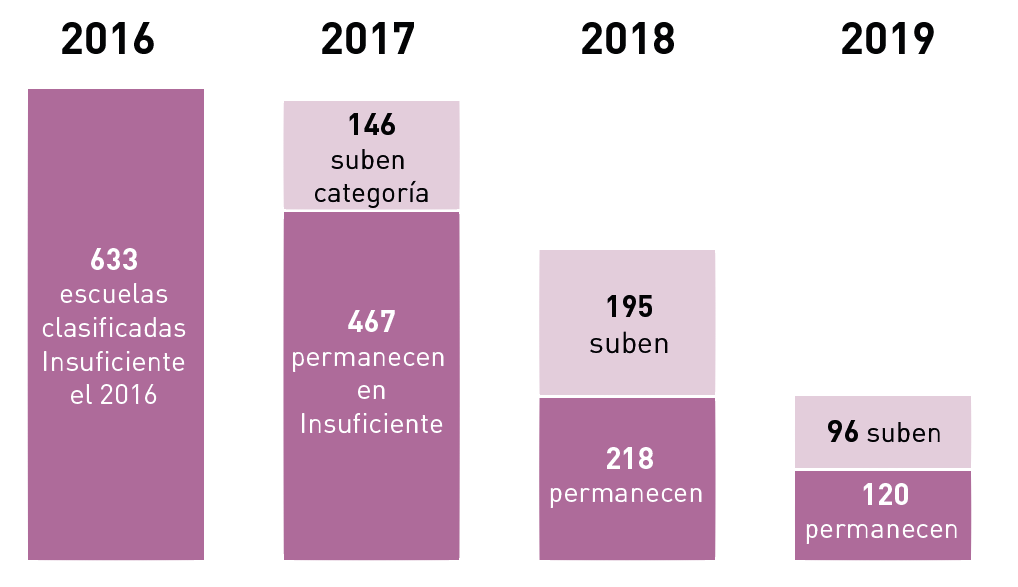 2016
2017
2018
2019
633
escuelas
clasificadas
Insuficiente
el 2016
146
suben
categoría
467
permanecen
en
Insuficiente
195
suben
218
permanecen
96 suben
120
permanecen